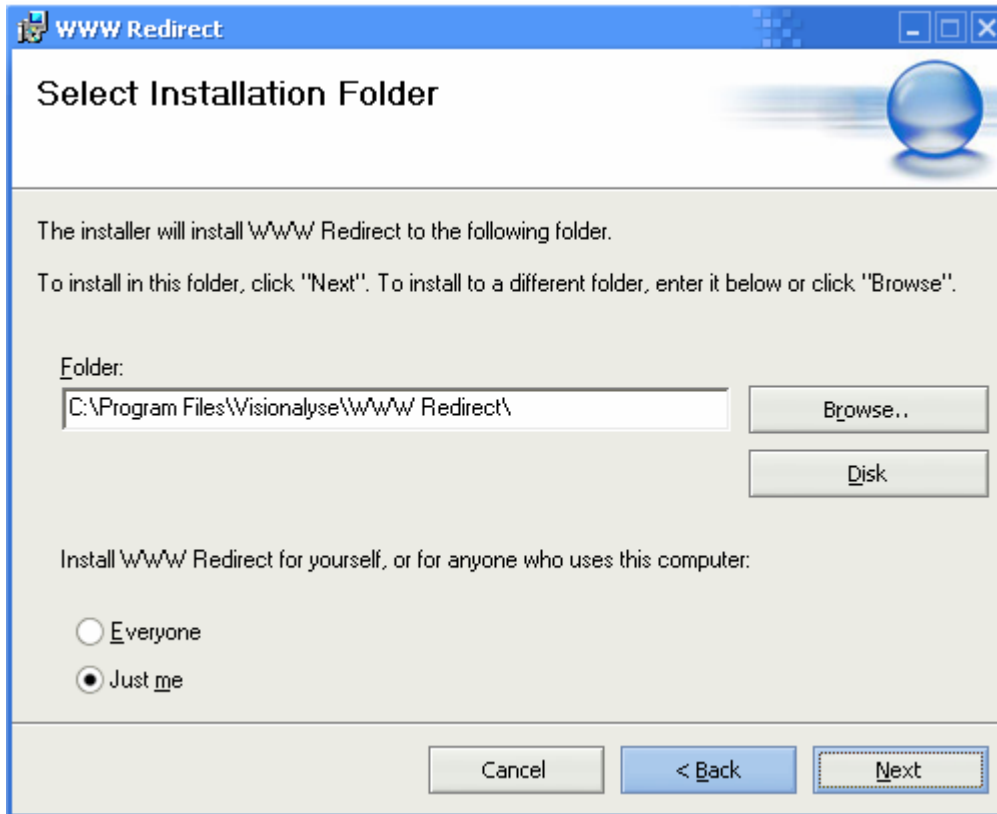 WWW Redirect
Select Installation Folder
The installer will install WWW Redirect to the following folder.
To install in this folder, click "Next". To install to a different folder, enter it below or click "Browse".
Folder:
C:\Program Files\Visionalyse\WWW Redirect\
Browse..
Disk
Install WWW Redirect for yourself, or for anyone who uses this computer:
Everyone
Just me
Cancel < Back Next